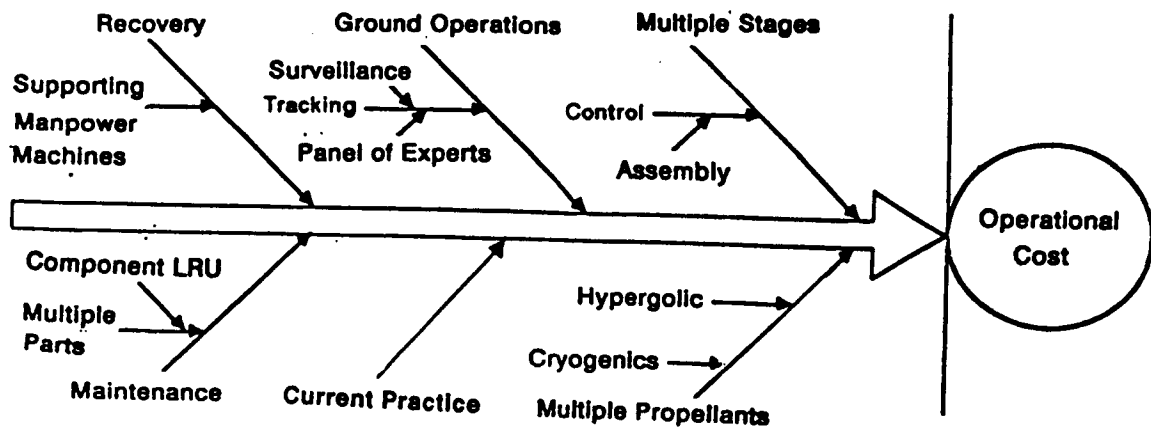 Recovery
Ground Operations
Multiple Stages
Supporting
Manpower
Machines
Surveillance
Tracking
Panel of Experts
Control
Assembly
Operational
Cost
Component LRU
Multiple
Parts
Maintenance
Current Practice
Hypergolic
Cryogenics
Multiple Propellants